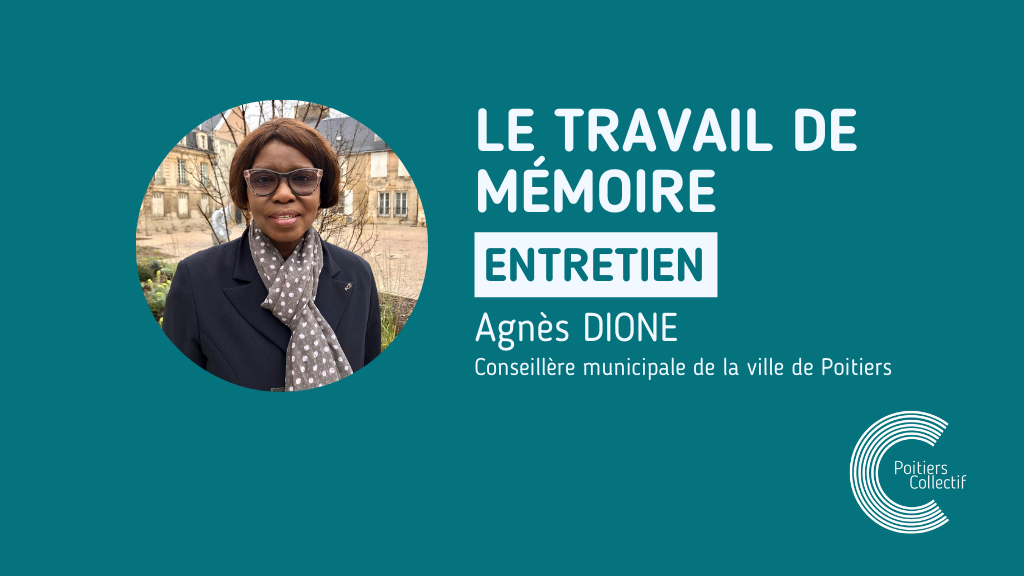 LE TRAVAIL DE
MÉMOIRE
ENTRETIEN
Agnès DIONE
Conseillère municipale de la ville de Poitiers
Poitiers
Collectif